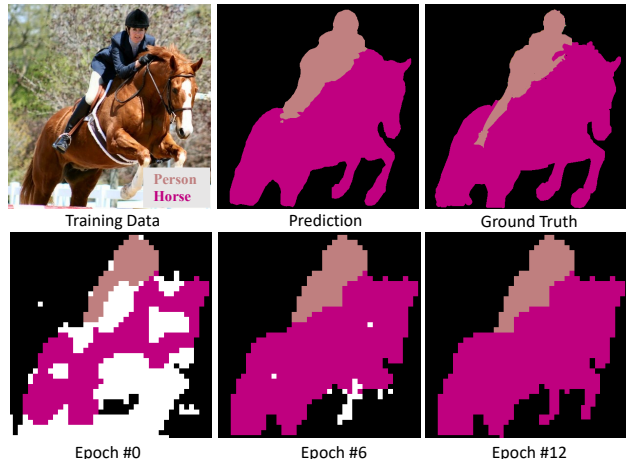 Person
Horse
Training Data
Prediction
Ground Truth
Epoch #0
Epoch #6
Epoch #12